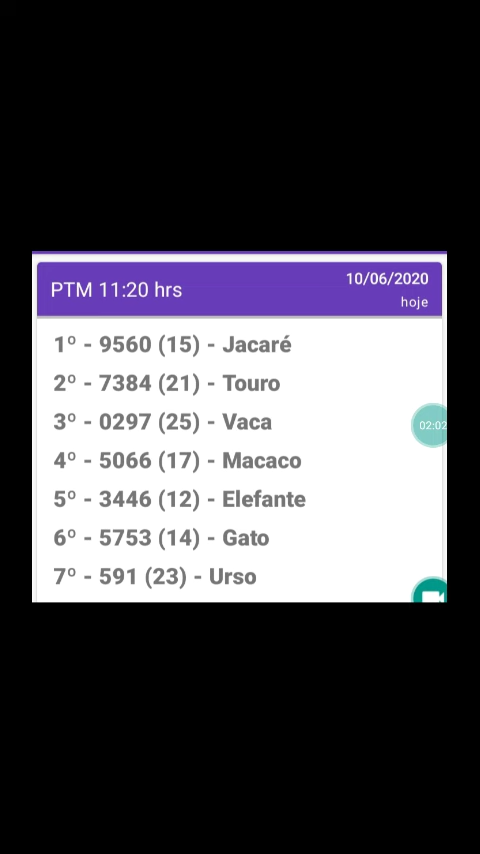 PTM 11:20 hrs
10/06/2020
hoje
1º - 9560 (15) - Jacaré
2º - 7384 (21) - Touro
3º - 0297 (25) - Vaca
02:02
4º - 5066 (17) - Macaco
5º - 3446 (12) - Elefante
6º - 5753 (14) - Gato
7º - 591 (23) - Urso